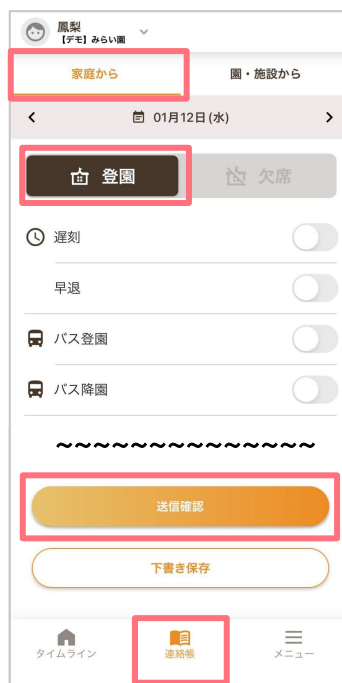 鳳梨
【デモ】みらい園
家庭から
園・施設から
01月12日(水)
登園
欠席
遅刻
早退
バス登園
バス降園
~~~~~~~~~~~~~~
送信確認
下書き保存
タイムライン
連絡帳
メニュー